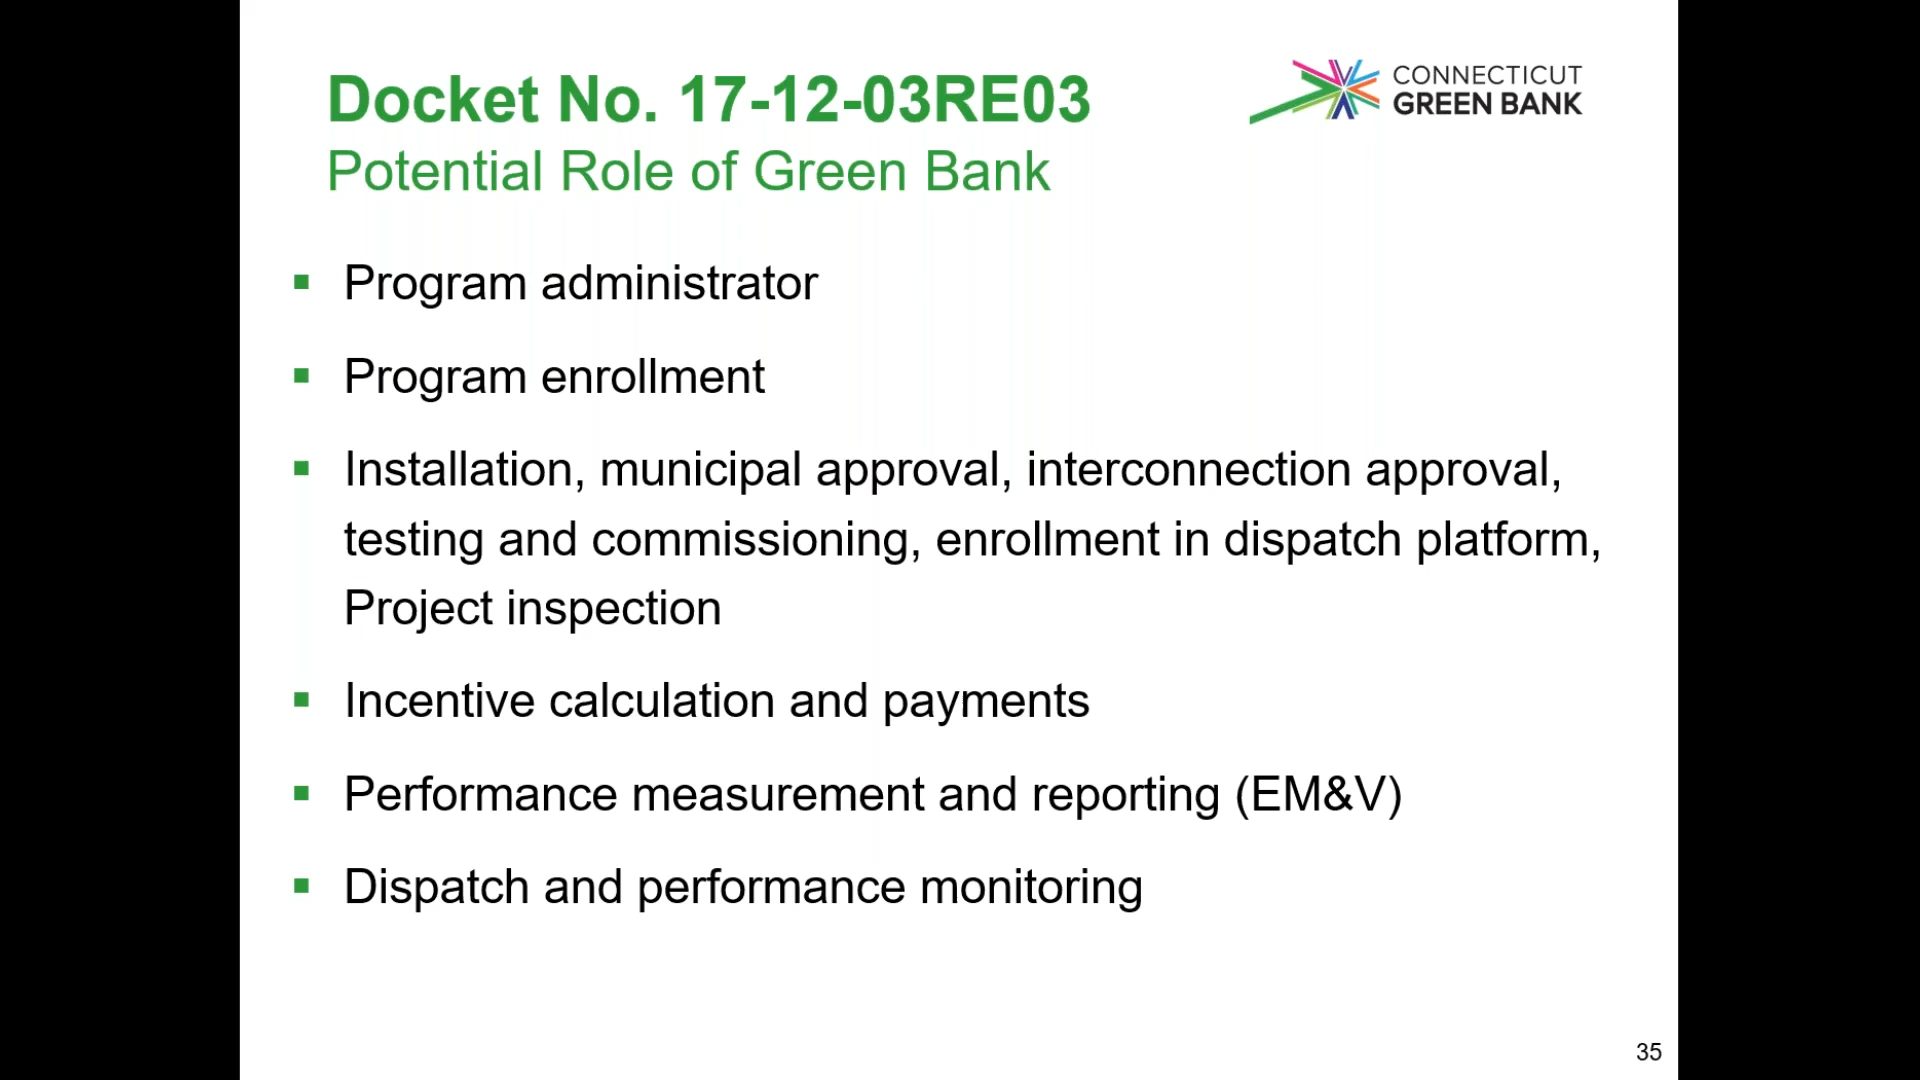 Docket No. 17-12-03RE03
Potential Role of Green Bank
CONNECTICUT
GREEN BANK
▪ Program administrator
▪ Program enrollment
▪ Installation, municipal approval, interconnection approval,
testing and commissioning, enrollment in dispatch platform,
Project inspection
▪ Incentive calculation and payments
▪ Performance measurement and reporting (EM&V)
▪ Dispatch and performance monitoring
35